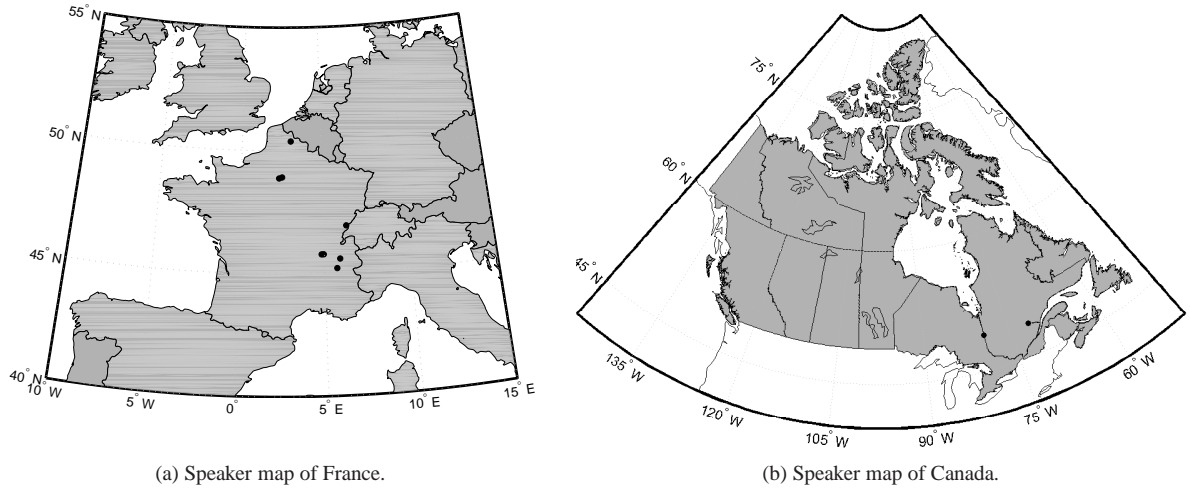 55° N
50° N
45° N
40° N
10° W
5° W
0°
5° E
10° E
15° E
75° N
60° N
45° N
135° W
120° W
105° W
90° W
75° W
60° W
(a) Speaker map of France.
(b) Speaker map of Canada.